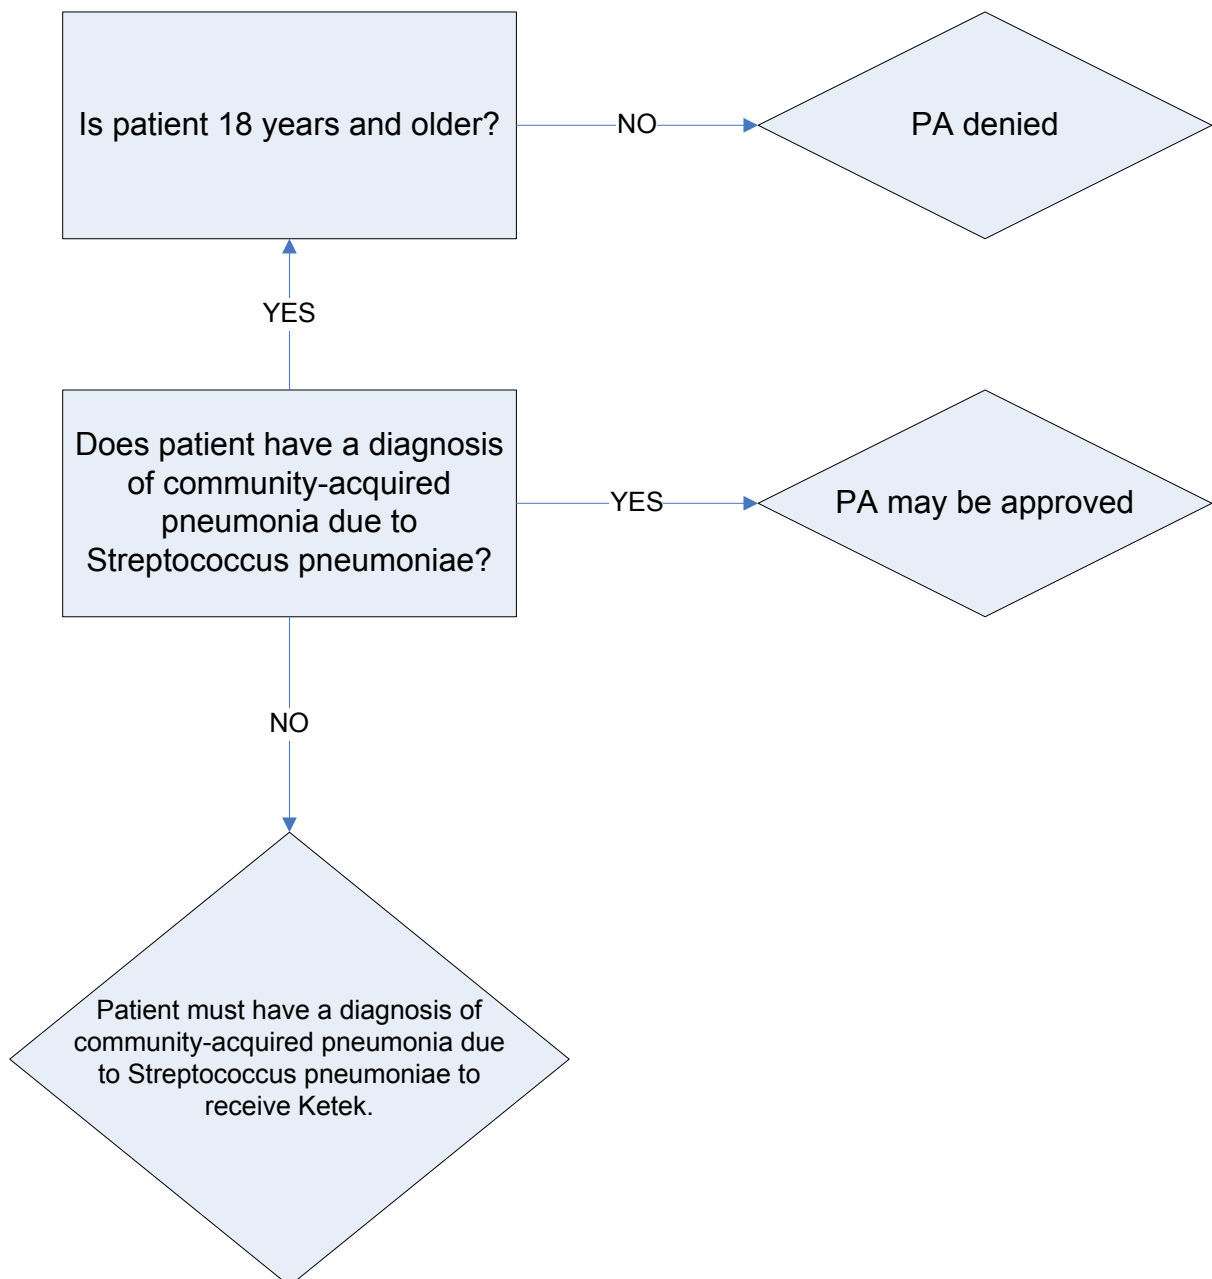 Is patient 18 years and older?
NO
PA denied
YES
Does patient have a diagnosis
of community-acquired
pneumonia due to
Streptococcus pneumoniae?
YES
PA may be approved
NO
Patient must have a diagnosis of
community-acquired pneumonia due
to Streptococcus pneumoniae to
receive Ketek.